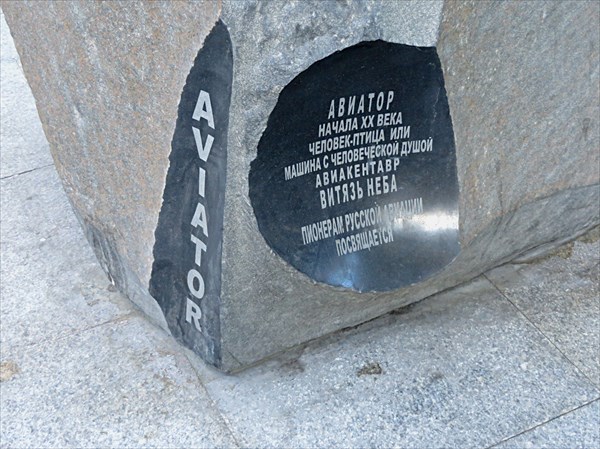 AVIATOR
АВИАТОР
НАЧАЛА XX ВЕКА
ЧЕЛОВЕК-ПТИЦА ИЛИ
МАШИНА С ЧЕЛОВЕЧЕСКОЙ ДУШОЙ
АВИАКЕНТАВР
ВИТЯЗЬ НЕБА
ПИОНЕРАМ РУССКОЙ АВИАЦИИ
ПОСВЯЩАЕТСЯ